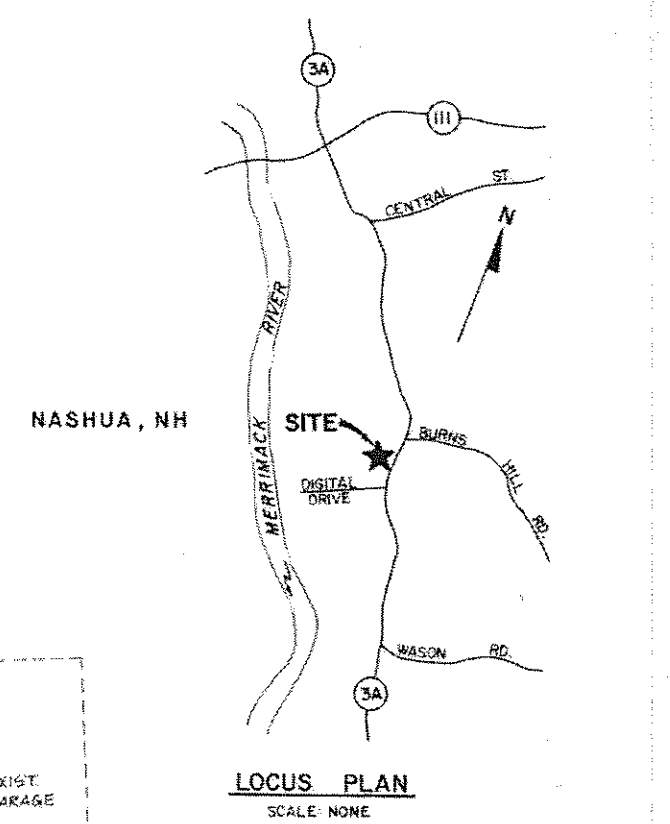 3A
111
CENTRAL ST.
N
MERRIMACK RIVER
NASHUA, NH
SITE
BURNS HILL RD.
DIGITAL
DRIVE
WASON RD.
3A
EXIST.
GARAGE
LOCUS PLAN
SCALE: NONE